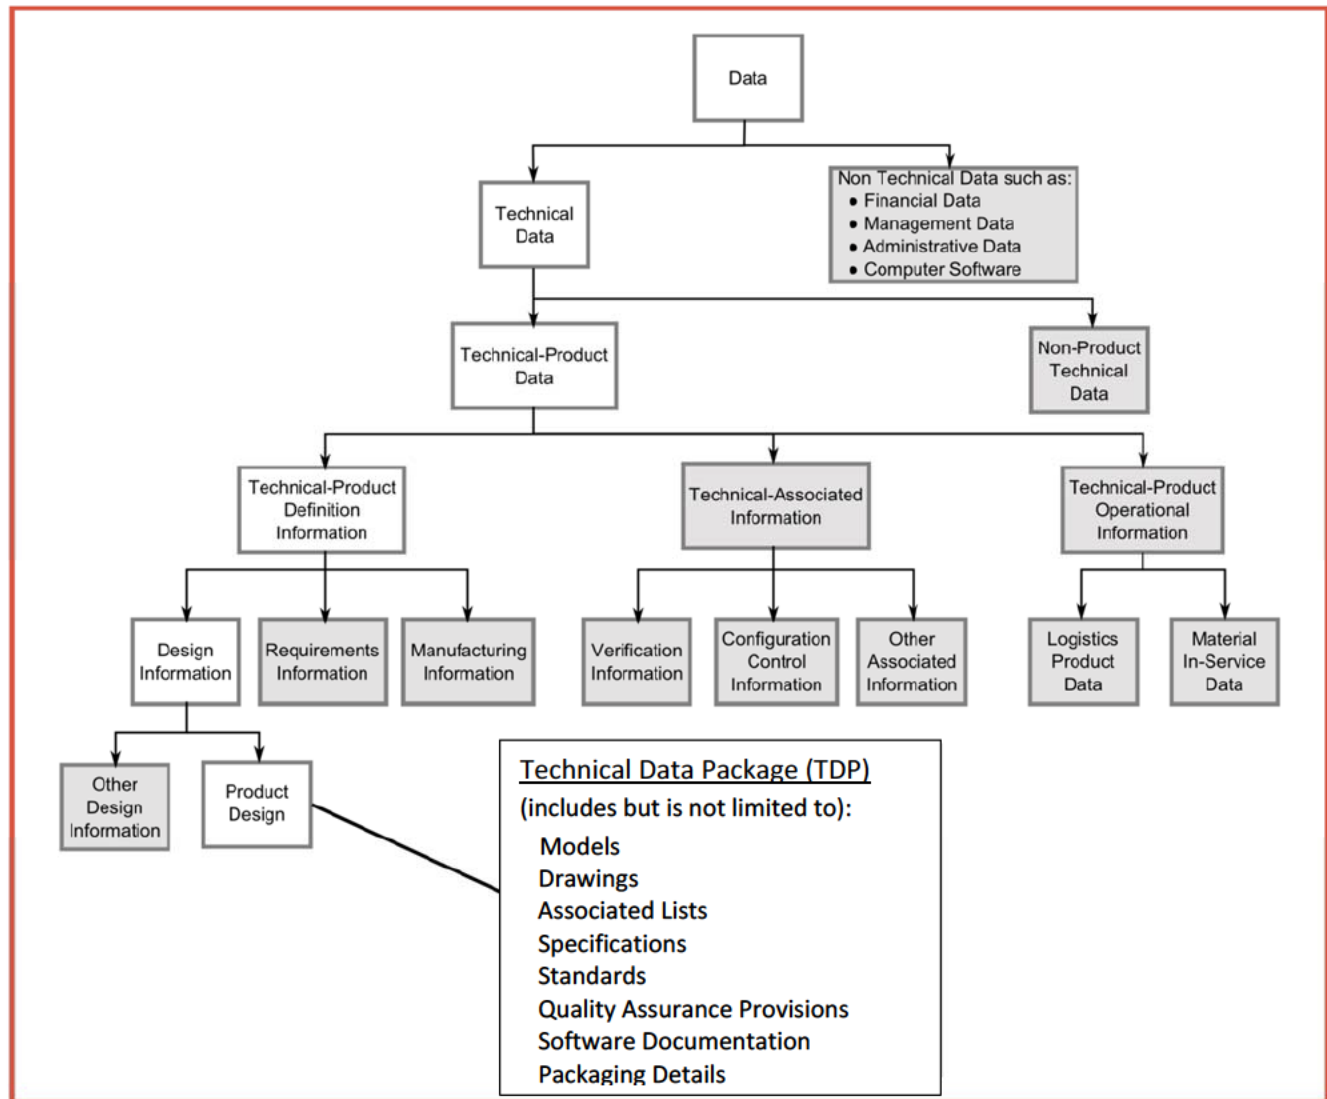 Data
Technical
Data
Non Technical Data such as:
● Financial Data
● Management Data
● Administrative Data
● Computer Software
Technical-Product
Data
Non-Product
Technical
Data
Technical-Product
Definition
Information
Technical-Associated
Information
Technical-Product
Operational
Information
Design
Information
Requirements
Information
Manufacturing
Information
Verification
Information
Configuration
Control
Information
Other
Associated
Information
Logistics
Product
Data
Material
In-Service
Data
Other
Design
Information
Product
Design
Technical Data Package (TDP)
(includes but is not limited to):
Models
Drawings
Associated Lists
Specifications
Standards
Quality Assurance Provisions
Software Documentation
Packaging Details